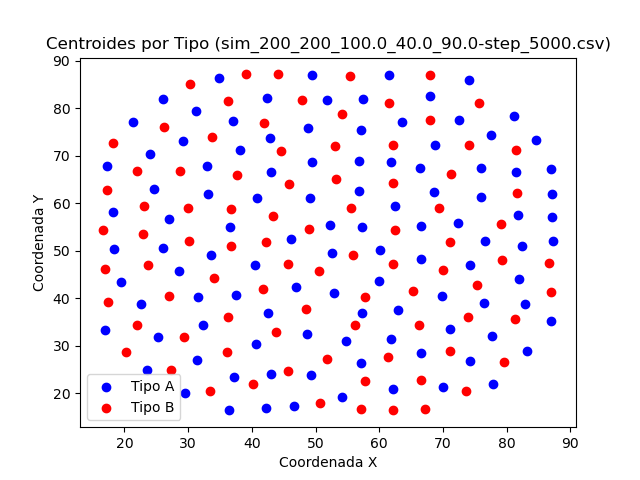 Centroides por Tipo (sim_200_200_100.0_40.0_90.0-step_5000.csv)
90
80
70
60
50
40
30
20
Coordenada Y
Tipo A
Tipo B
20 30 40 50 60 70 80 90
Coordenada X